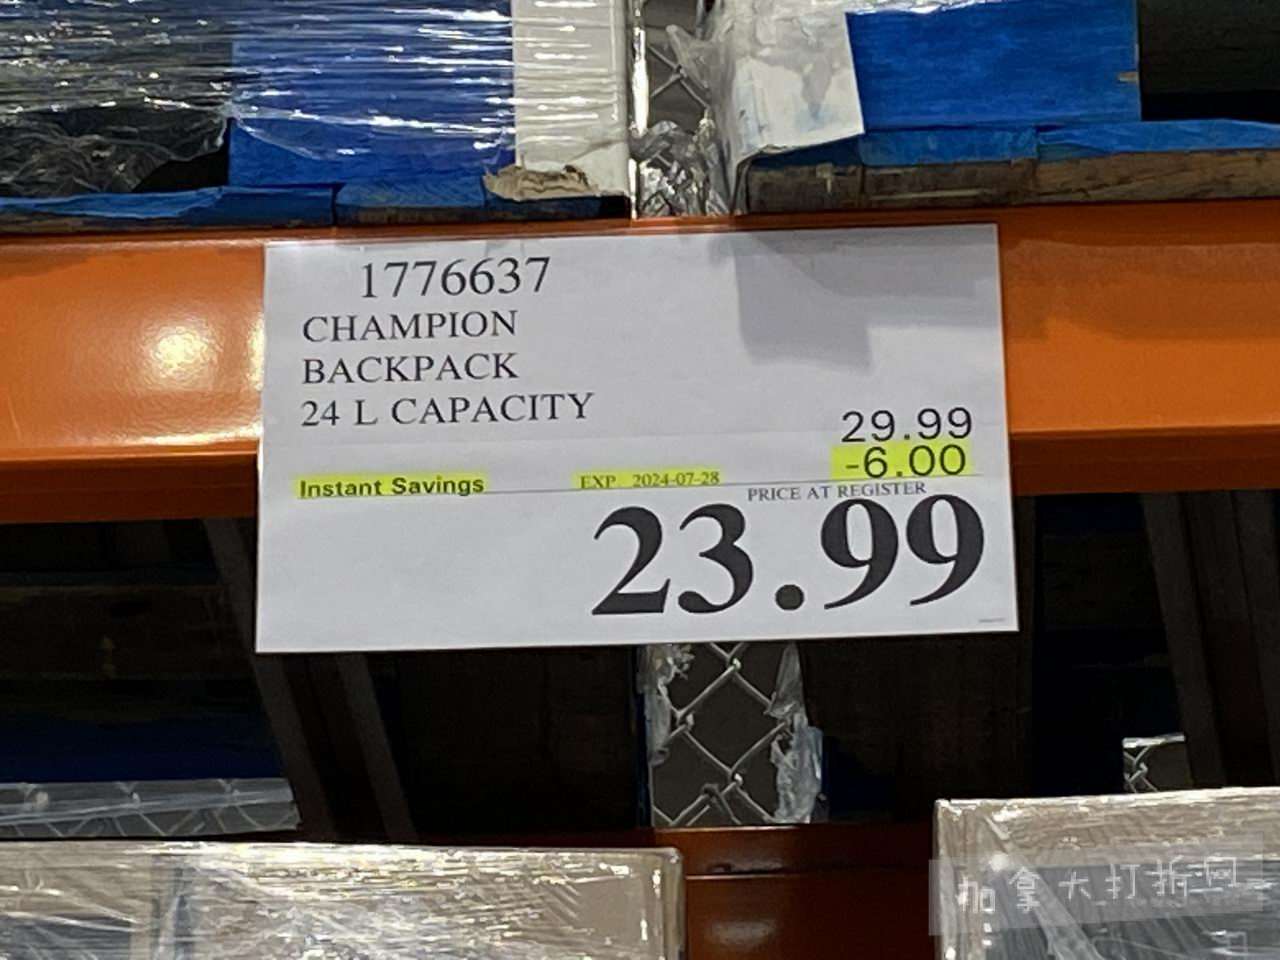 1776637
CHAMPION
BACKPACK
24 L CAPACITY
29.99
-6.00
Instant Savings EXP. 2024-07-28
PRICE AT REGISTER
23.99
加拿大打折网